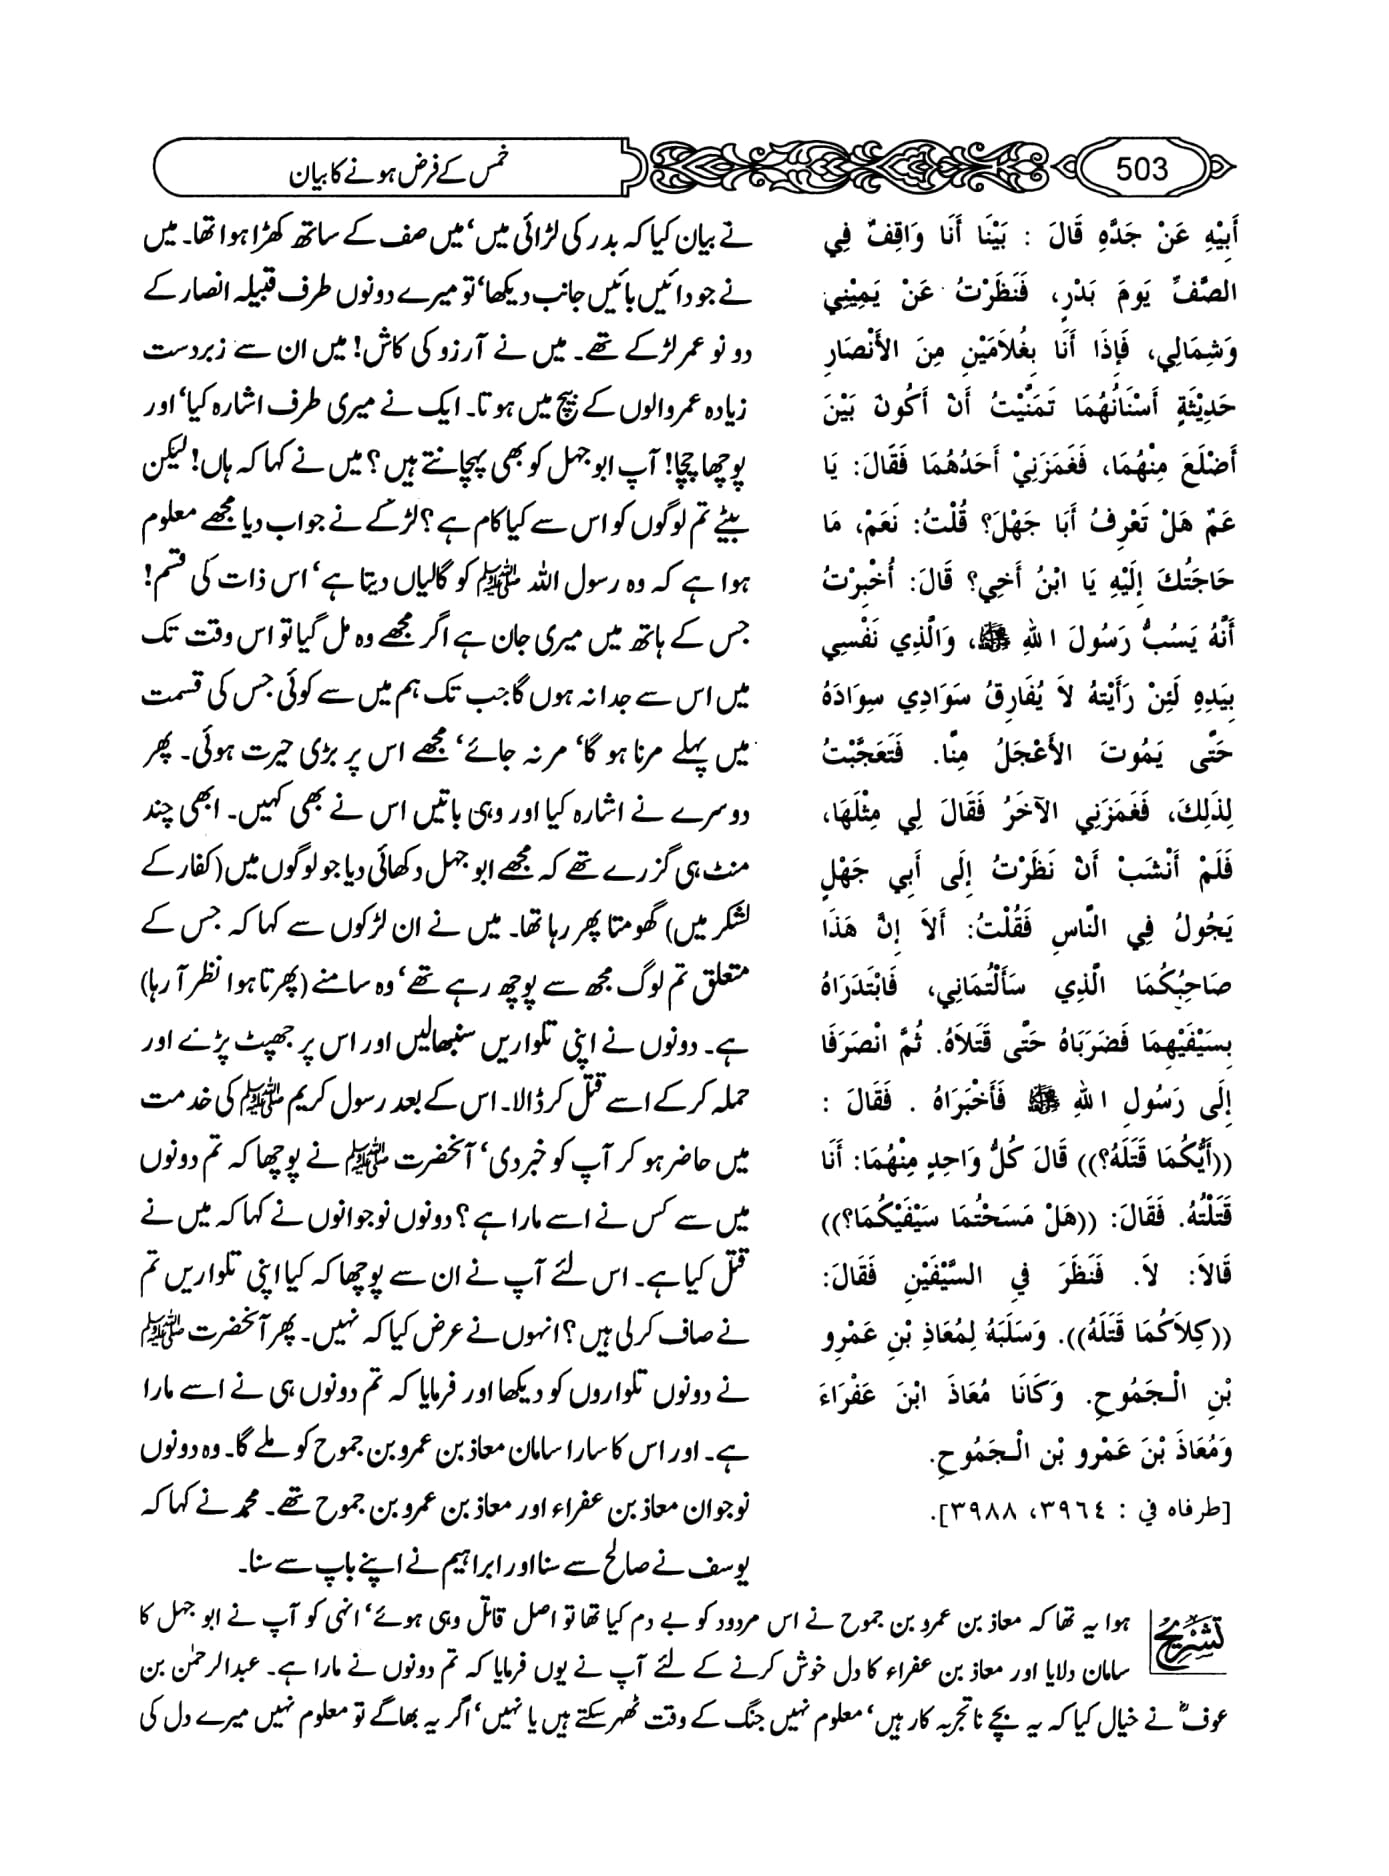 503
خمس کے فرض ہونے کا بیان
أَبِيْهِ عَنْ جَدَّهِ قَالَ : بَيْنَا أَنَا وَاقِفٌ فِي
الصَّفِّ يَومَ بَدْرٍ، فَنَظَرْتُ عَنْ يَمِيْنِي
وَشِمَالِي، فَإِذَا أَنَا بِغُلاَمَيْنِ مِنَ الأَنْصَارِ
حَدِيْثَةٍ أَسْنَانُهُمَا تَمَنَّيْتُ أَنْ أَكُونَ بَيْنَ
أَضْلَعَ مِنْهُمَا، فَغَمَزَنِيْ أَحَدُهُمَا فَقَالَ: يَا
عَمِّ هَلْ تَعْرِفُ أَبَا جَهْلَ؟ قُلْتُ: نَعَمْ، مَا
حَاجَتُكَ إِلَيْهِ يَا ابْنُ أَخِي؟ قَالَ: أُخْبِرْتُ
أَنَّهُ يَسُبُّ رَسُولَ اللهِ ﷺ، وَالَّذِي نَفْسِي
بِيَدِهِ لَئِنْ رَأَيْتهُ لاَ يُفَارِقُ سَوَادِي سِوَادَهُ
حَتَّى يَمُوتَ الأَعْجَلُ مِنَّا. فَتَعَجَّبْتُ
لِذَلِكَ، فَغَمَزَنِي الآخَرُ فَقَالَ لِي مِثْلَهَا،
فَلَمْ أَنْشَبْ أَنْ نَظَرْتُ إِلَى أَبِي جَهْلٍ
يَجُولُ فِي النَّاسِ فَقُلْتُ: أَلاَ إِنَّ هَذَا
صَاحِبُكُمَا الَّذِي سَأَلْتُمَانِي، فَابْتَدَرَاهُ
بِسَيْفَيْهِمَا فَضَرَبَاهُ حَتَّى قَتَلاَهُ. ثُمَّ انْصَرَفَا
إِلَى رَسُولِ اللهِ ﷺ فَأَخْبَرَاهُ . فَقَالَ :
((أَيُّكُمَا قَتَلَهُ؟)) قَالَ كُلُّ وَاحِدٍ مِنْهُمَا: أَنَا
قَتَلْتُهُ. فَقَالَ: ((هَلْ مَسَحْتُمَا سَيْفَيْكُمَا؟))
قَالاَ: لاَ. فَنَظَرَ فِي السَّيْفَيْنِ فَقَالَ:
((كِلاَكُمَا قَتَلَهُ)). وَسَلَبَهُ لِمُعَاذِ بْنِ عَمْرِو
بْنِ الْجَمُوحِ. وَكَانَا مُعَاذَ ابْنَ عَفْرَاءَ
وَمُعَاذَ بْنَ عَمْرِو بْنِ الْجَمُوحِ.
[طرفاه في : ٣٩٦٤، ٣٩٨٨].
نے بیان کیا کہ بدر کی لڑائی میں‘ میں صف کے ساتھ کھڑا ہوا تھا۔ میں
نے جو دائیں بائیں جانب دیکھا‘ تو میرے دونوں طرف قبیلہ انصار کے
دو نو عمر لڑکے تھے۔ میں نے آرزو کی کاش! میں ان سے زبردست
زیادہ عمر والوں کے بیچ میں ہوتا۔ ایک نے میری طرف اشارہ کیا‘ اور
پوچھا چچا! آپ ابو جہل کو بھی پہچانتے ہیں؟ میں نے کہا کہ ہاں! لیکن
بیٹے تم لوگوں کو اس سے کیا کام ہے؟ لڑکے نے جواب دیا مجھے معلوم
ہوا ہے کہ وہ رسول اللہ ﷺ کو گالیاں دیتا ہے‘ اس ذات کی قسم!
جس کے ہاتھ میں میری جان ہے اگر مجھے وہ مل گیا تو اس وقت تک
میں اس سے جدا نہ ہوں گا جب تک ہم میں سے کوئی جس کی قسمت
میں پہلے مرنا ہو گا‘ مر نہ جائے‘ مجھے اس پر بڑی حیرت ہوئی۔ پھر
دوسرے نے اشارہ کیا اور وہی باتیں اس نے بھی کہیں۔ ابھی چند
منٹ ہی گزرے تھے کہ مجھے ابو جہل دکھائی دیا جو لوگوں میں (کفار کے
لشکر میں) گھومتا پھر رہا تھا۔ میں نے ان لڑکوں سے کہا کہ جس کے
متعلق تم لوگ مجھ سے پوچھ رہے تھے‘ وہ سامنے (پھرتا ہوا نظر آ رہا)
ہے۔ دونوں نے اپنی تلواریں سنبھالیں اور اس پر جھپٹ پڑے اور
حملہ کر کے اسے قتل کر ڈالا۔ اس کے بعد رسول کریم ﷺ کی خدمت
میں حاضر ہو کر آپ کو خبر دی‘ آنحضرت ﷺ نے پوچھا کہ تم دونوں
میں سے کس نے اسے مارا ہے؟ دونوں نوجوانوں نے کہا کہ میں نے
قتل کیا ہے۔ اس لئے آپ نے ان سے پوچھا کہ کیا اپنی تلواریں تم
نے صاف کر لی ہیں؟ انہوں نے عرض کیا کہ نہیں۔ پھر آنحضرت ﷺ
نے دونوں تلواروں کو دیکھا اور فرمایا کہ تم دونوں ہی نے اسے مارا
ہے۔ اور اس کا سارا سامان معاذ بن عمرو بن جموح کو ملے گا۔ وہ دونوں
نوجوان معاذ بن عفراء اور معاذ بن عمرو بن جموح تھے۔ محمد نے کہا کہ
یوسف نے صالح سے سنا اور ابراہیم نے اپنے باپ سے سنا۔
تشریح
ہوا یہ تھا کہ معاذ بن عمرو بن جموح نے اس مردود کو بے دم کیا تھا تو اصل قاتل وہی ہوئے‘ انہی کو آپ نے ابو جہل کا
سامان دلایا اور معاذ بن عفراء کا دل خوش کرنے کے لئے آپ نے یوں فرمایا کہ تم دونوں نے مارا ہے۔ عبدالرحمٰن بن
عوف ؓ نے خیال کیا کہ یہ بچے ناتجربہ کار ہیں‘ معلوم نہیں جنگ کے وقت ٹھہر سکتے ہیں یا نہیں‘ اگر یہ بھاگے تو معلوم نہیں میرے دل کی